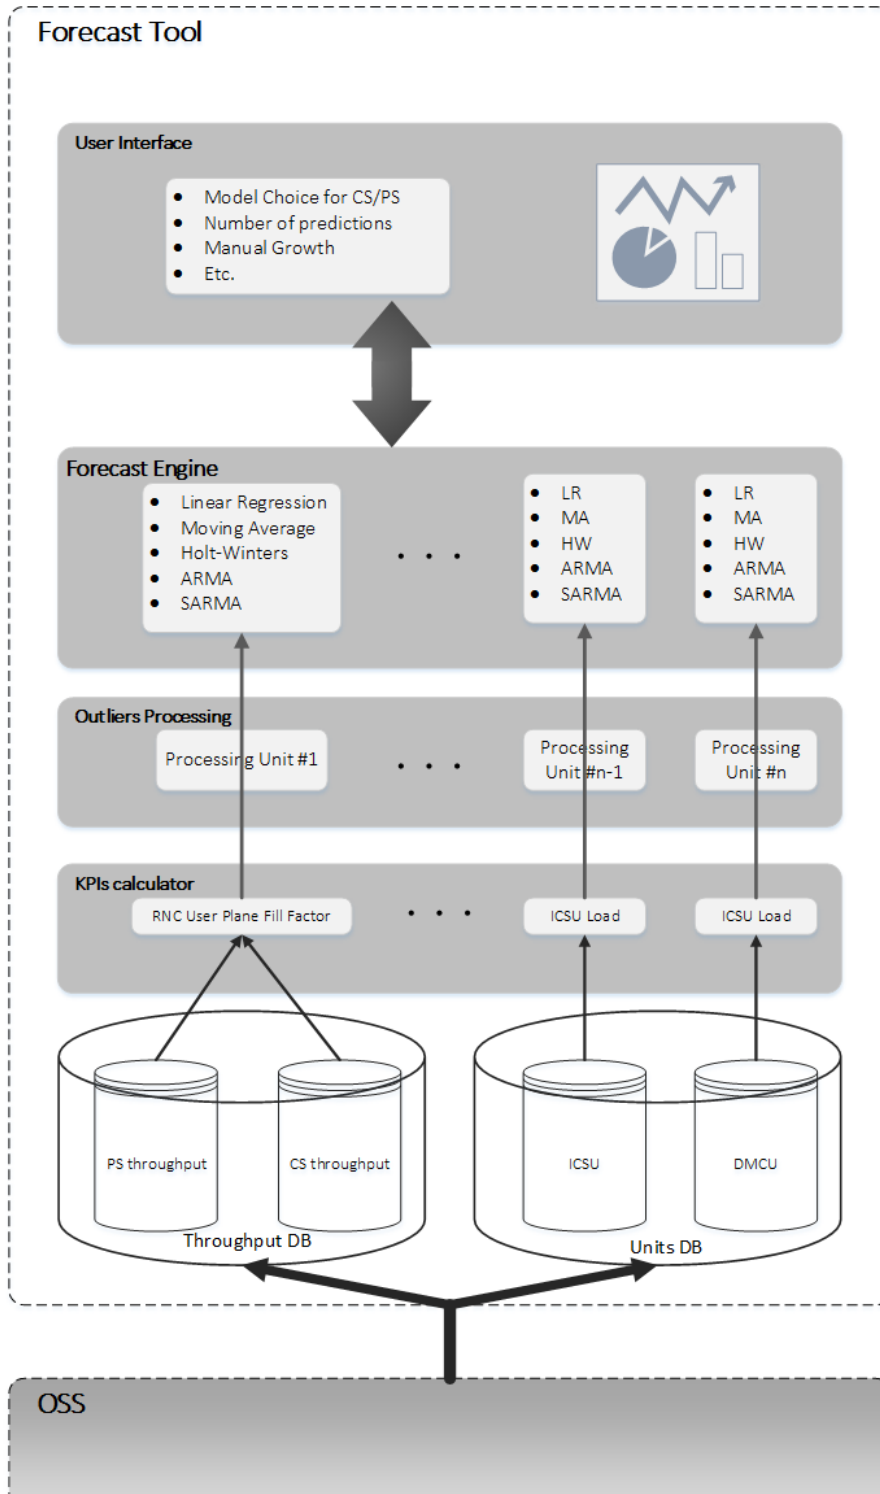 Forecast Tool
User Interface
Model Choice for CS/PS
Number of predictions
Manual Growth
Etc.
Forecast Engine
Linear Regression
Moving Average
Holt-Winters
ARMA
SARMA
. . .
LR
MA
HW
ARMA
SARMA
LR
MA
HW
ARMA
SARMA
Outliers Processing
Processing Unit #1
. . .
Processing
Unit #n-1
Processing
Unit #n
KPIs calculator
RNC User Plane Fill Factor
. . .
ICSU Load
ICSU Load
PS throughput
CS throughput
Throughput DB
ICSU
DMCU
Units DB
OSS